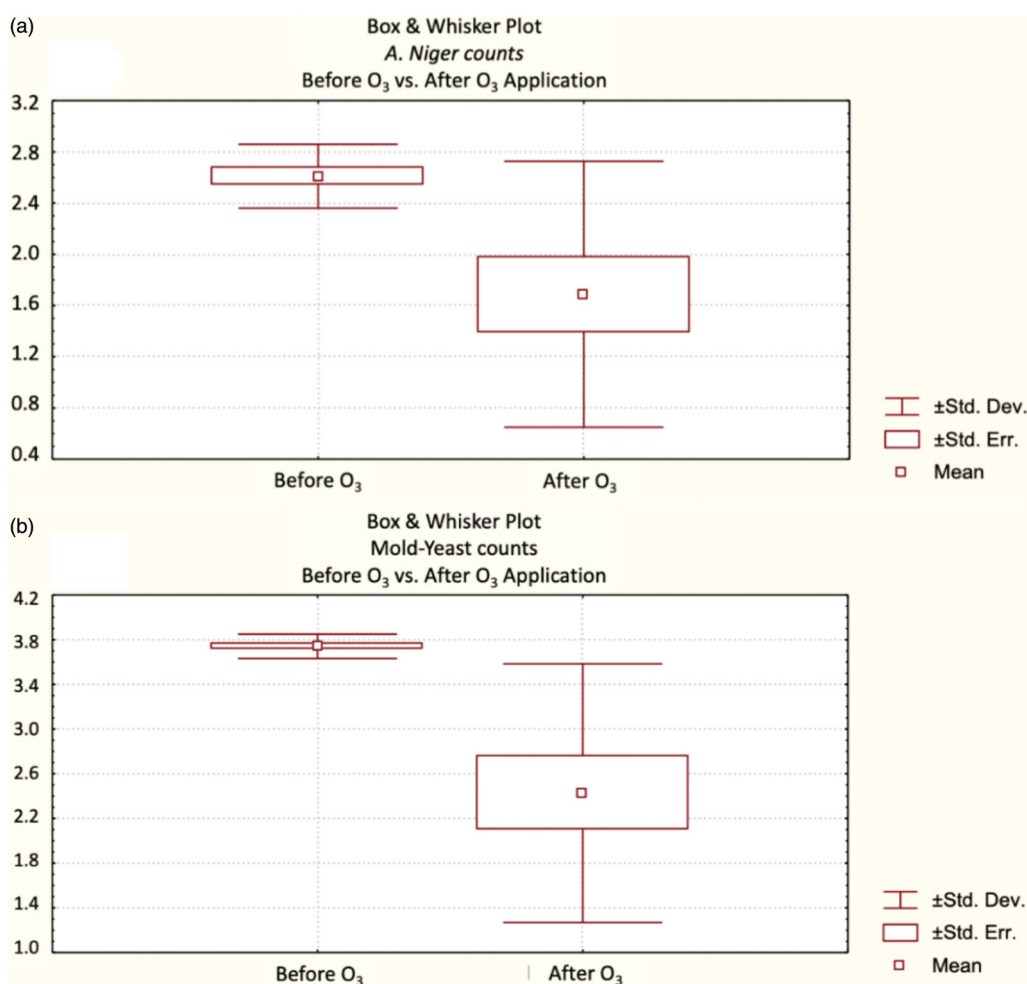 (a)
Box & Whisker Plot
A. Niger counts
Before O₃ vs. After O₃ Application
3.2
2.8
2.4
2.0
1.6
1.2
0.8
0.4
Before O₃
After O₃
±Std. Dev.
±Std. Err.
Mean
(b)
Box & Whisker Plot
Mold-Yeast counts
Before O₃ vs. After O₃ Application
4.2
3.8
3.4
3.0
2.6
2.2
1.8
1.4
1.0
Before O₃
After O₃
±Std. Dev.
±Std. Err.
Mean